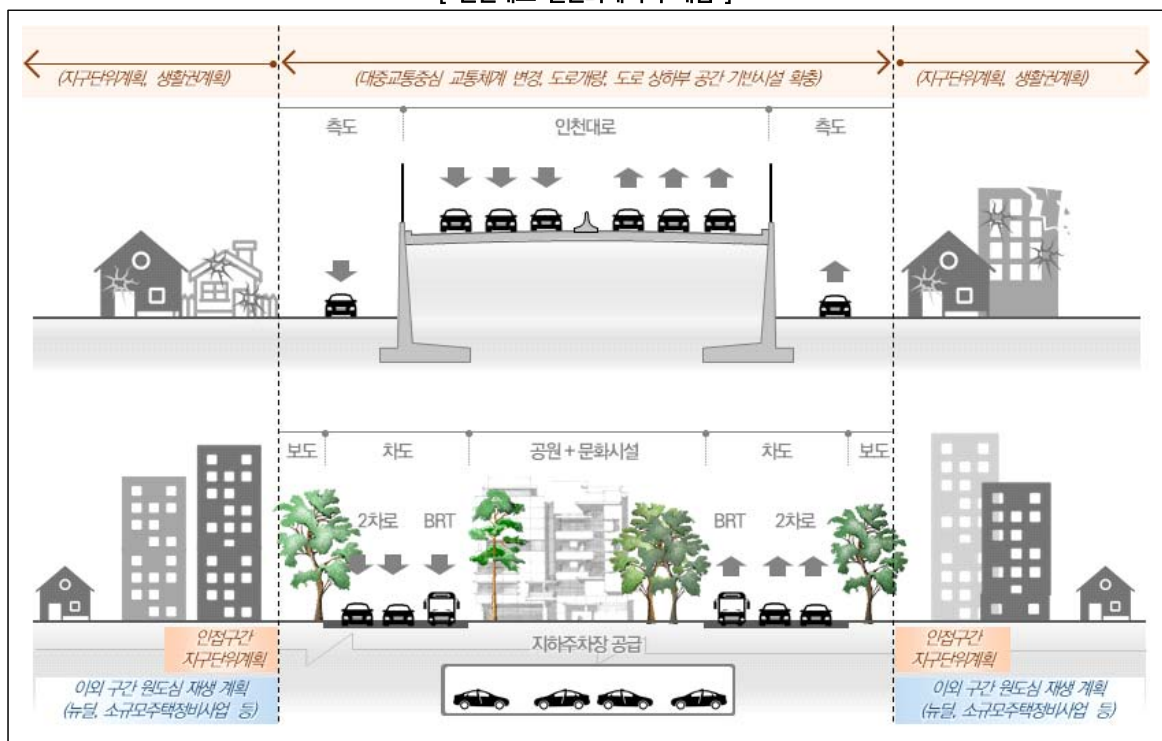 (지구단위계획, 생활권계획)
(대중교통중심 교통체계 변경, 도로개량, 도로 상하부 공간 기반시설 확충)
(지구단위계획, 생활권계획)
측도
인천대로
측도
보도
차도
공원 + 문화시설
차도
보도
2차로
BRT
BRT
2차로
지하주차장 공급
인접구간
지구단위계획
인접구간
지구단위계획
이외 구간 원도심 재생 계획
(뉴딜, 소규모주택정비사업 등)
이외 구간 원도심 재생 계획
(뉴딜, 소규모주택정비사업 등)